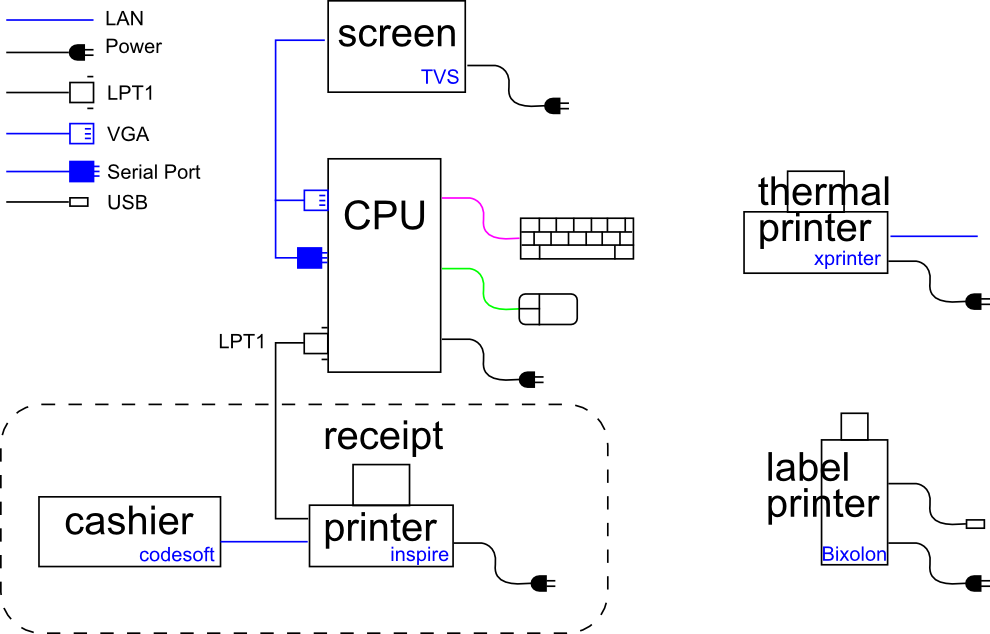 LAN
Power
LPT1
VGA
Serial Port
USB
screen
TVS
CPU
LPT1
receipt
printer
inspire
cashier
codesoft
thermal
printer
xprinter
label
printer
Bixolon